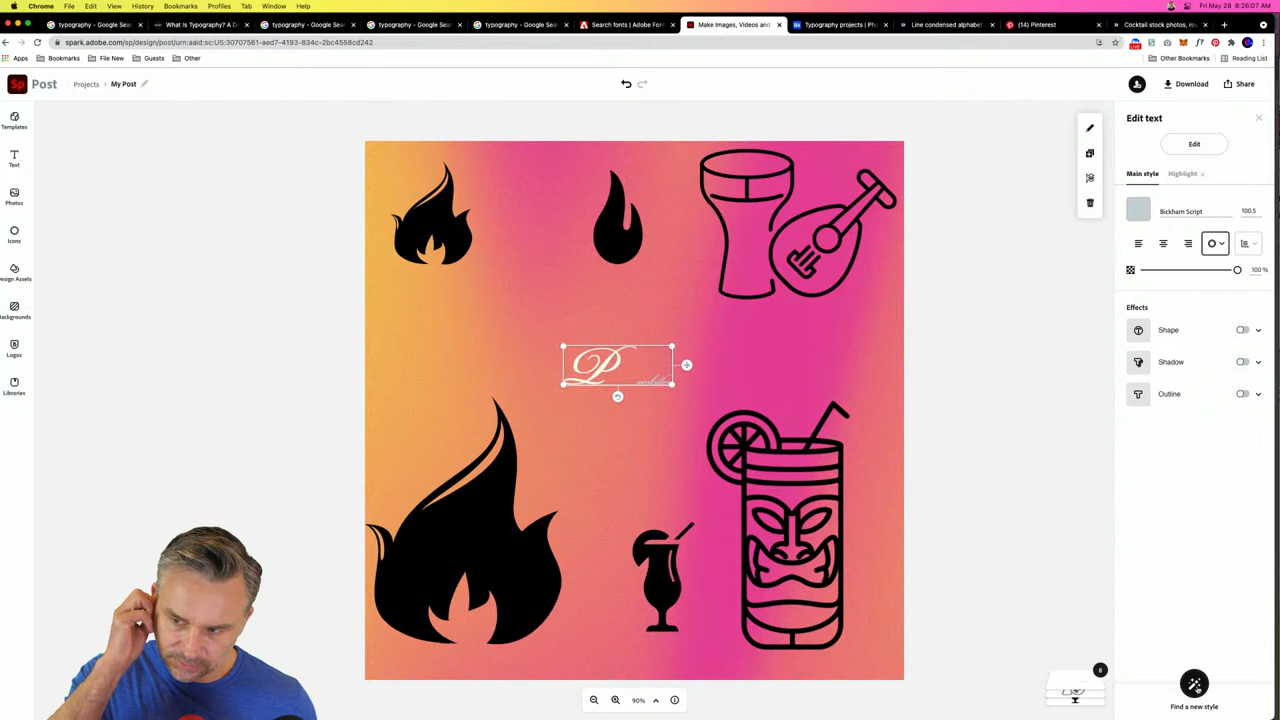 Chrome File Edit View History Bookmarks Profiles Tab Window Help Fri May 28 8:26:07 AM
typography - Google Sea typography - Google Sea typography - Google Sea Search fonts | Adobe Fon Make Images, Videos and Typography projects | Ph Line condensed alphabet (14) Pinterest Cocktail stock photos, ro
What Is Typography? A D
spark.adobe.com/sp/design/post/urn:aaid:sc:US:30707561-aed7-4193-834c-2bc4558cd242
Apps Bookmarks File New Guests Other Other Bookmarks Reading List
Sp Post Projects My Post Download Share
Templates
Text
Photos
Icons
Design Assets
Backgrounds
Logos
Libraries
P
Edit text
Edit
Main style Highlight
Bickham Script 100.5
100 %
Effects
Shape
Shadow
Outline
8
90%
Find a new style